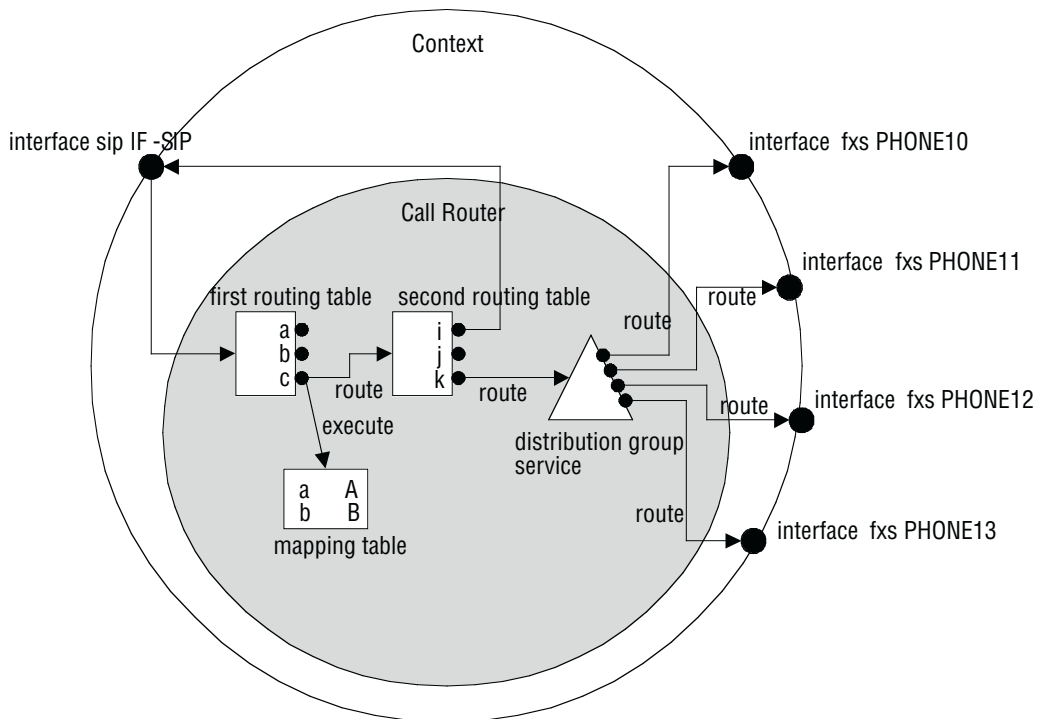 Context
interface sip IF -SIP
interface fxs PHONE10
Call Router
interface fxs PHONE11
first routing table
second routing table
route
route
a
b
c
i
j
k
route
route
route
interface fxs PHONE12
execute
distribution group
service
a A
b B
mapping table
route
interface fxs PHONE13